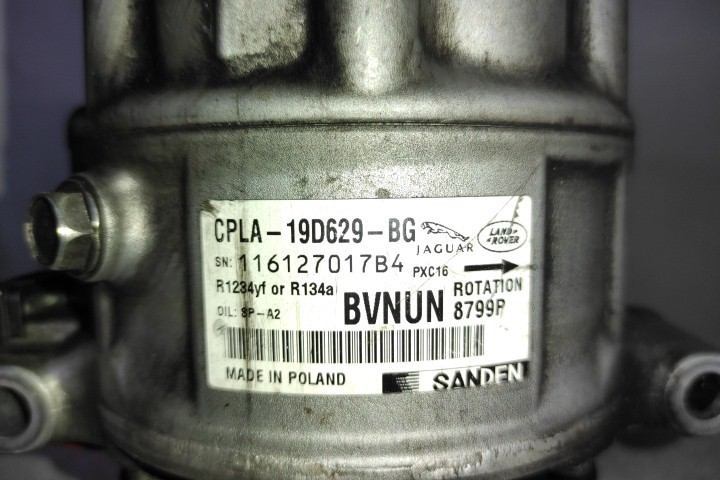 CPLA-19D629-BG JAGUAR LAND ROVER
SN: 116127017B4 PXC16
R1234yf or R134a BVNUN ROTATION
OIL: SP-A2 8799P
MADE IN POLAND SANDEN